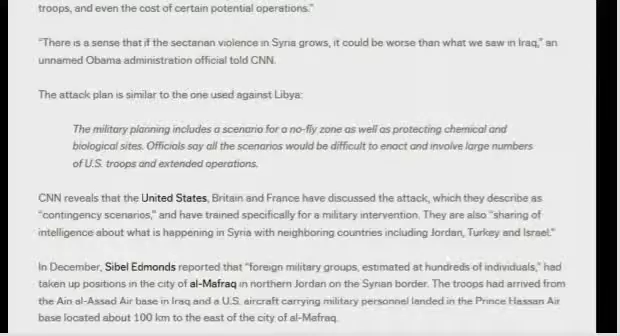 troops, and even the cost of certain potential operations."
"There is a sense that if the sectarian violence in Syria grows, it could be worse than what we saw in Iraq," an
unnamed Obama administration official told CNN.
The attack plan is similar to the one used against Libya:
The military planning includes a scenario for a no-fly zone as well as protecting chemical and
biological sites. Officials say all the scenarios would be difficult to enact and involve large numbers
of U.S. troops and extended operations.
CNN reveals that the United States, Britain and France have discussed the attack, which they describe as
"contingency scenarios," and have trained specifically for a military intervention. They are also "sharing of
intelligence about what is happening in Syria with neighboring countries including Jordan, Turkey and Israel."
In December, Sibel Edmonds reported that "foreign military groups, estimated at hundreds of individuals," had
taken up positions in the city of al-Mafraq in northern Jordan on the Syrian border. The troops had arrived from
the Ain al-Assad Air base in Iraq and a U.S. aircraft carrying military personnel landed in the Prince Hassan Air
base located about 100 km to the east of the city of al-Mafraq.